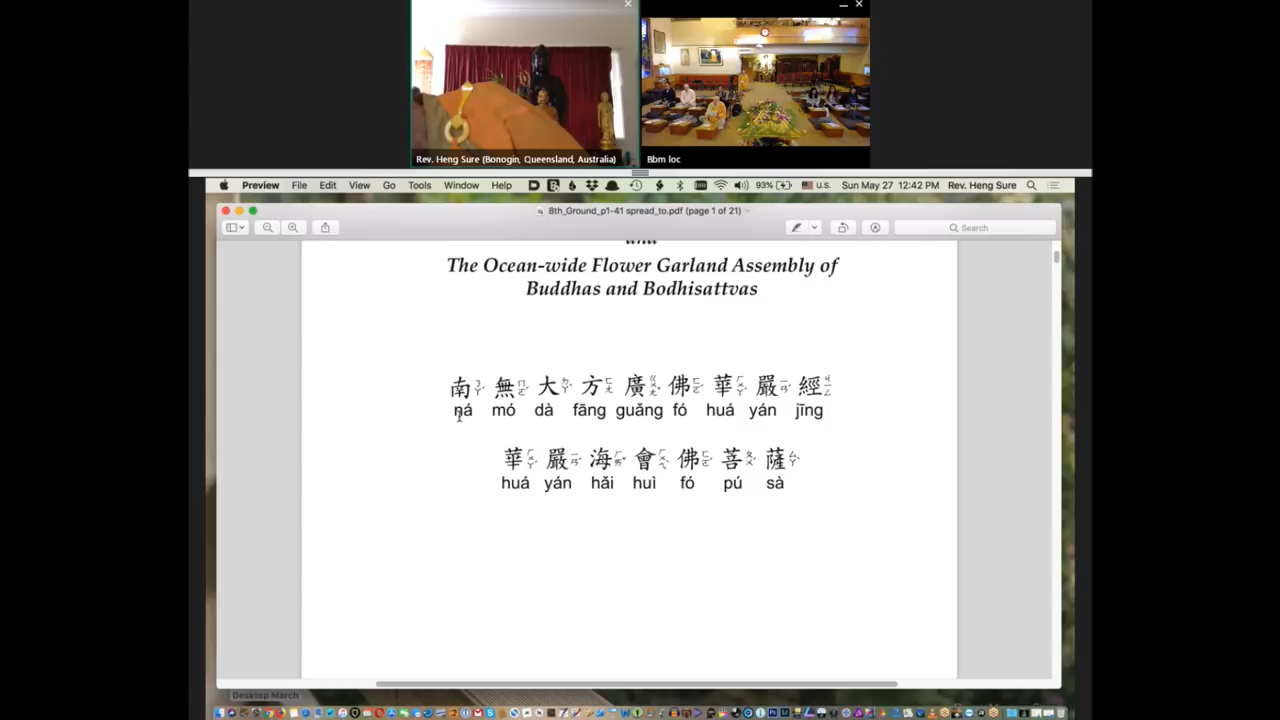 Rev. Heng Sure (Bonogin, Queensland, Australia)
Bbm loc
Preview File Edit View Go Tools Window Help 93% U.S. Sun May 27 12:42 PM Rev. Heng Sure
8th_Ground_p1-41 spread_to.pdf (page 1 of 21)
Search
and
The Ocean-wide Flower Garland Assembly of
Buddhas and Bodhisattvas
南 無 大 方 廣 佛 華 嚴 經
ná mó dà fāng guǎng fó huá yán jīng
華 嚴 海 會 佛 菩 薩
huá yán hǎi huì fó pú sà
Desktop March